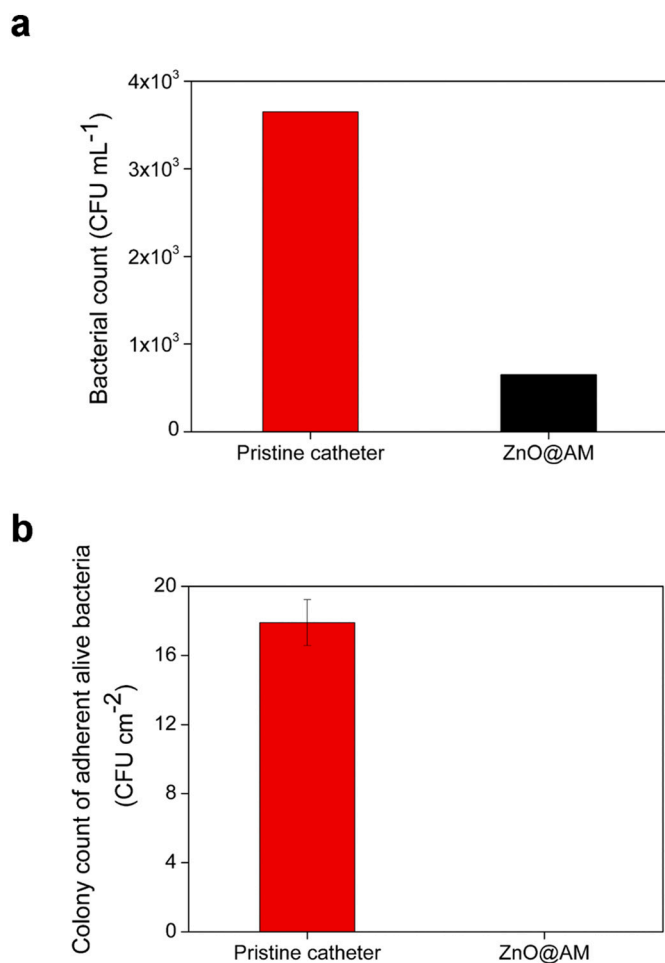 a
Bacterial count (CFU mL⁻¹)
4x10³
3x10³
2x10³
1x10³
0
Pristine catheter
ZnO@AM
b
Colony count of adherent alive bacteria
(CFU cm⁻²)
20
16
12
8
4
0
Pristine catheter
ZnO@AM